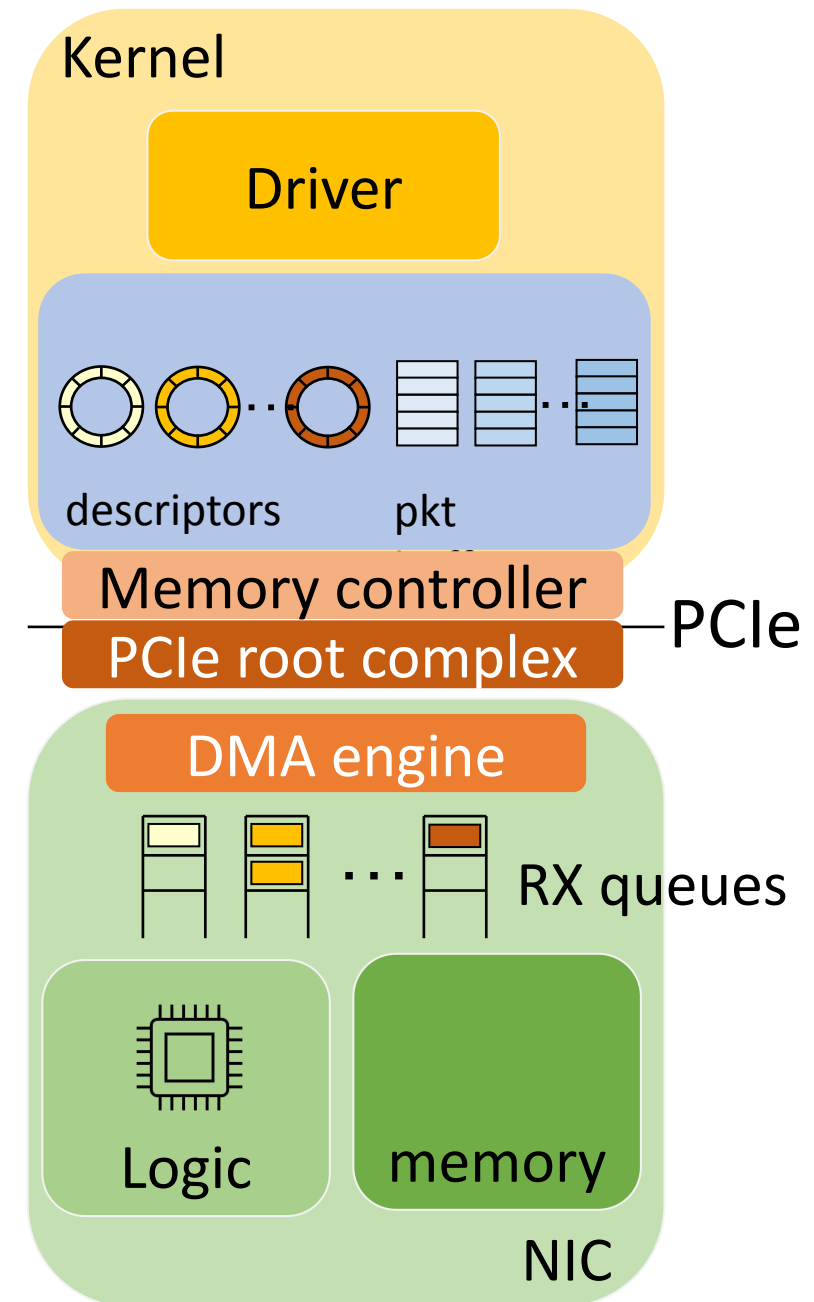 Kernel
Driver
descriptors
pkt
Memory controller
PCIe
PCIe root complex
DMA engine
RX queues
Logic
memory
NIC